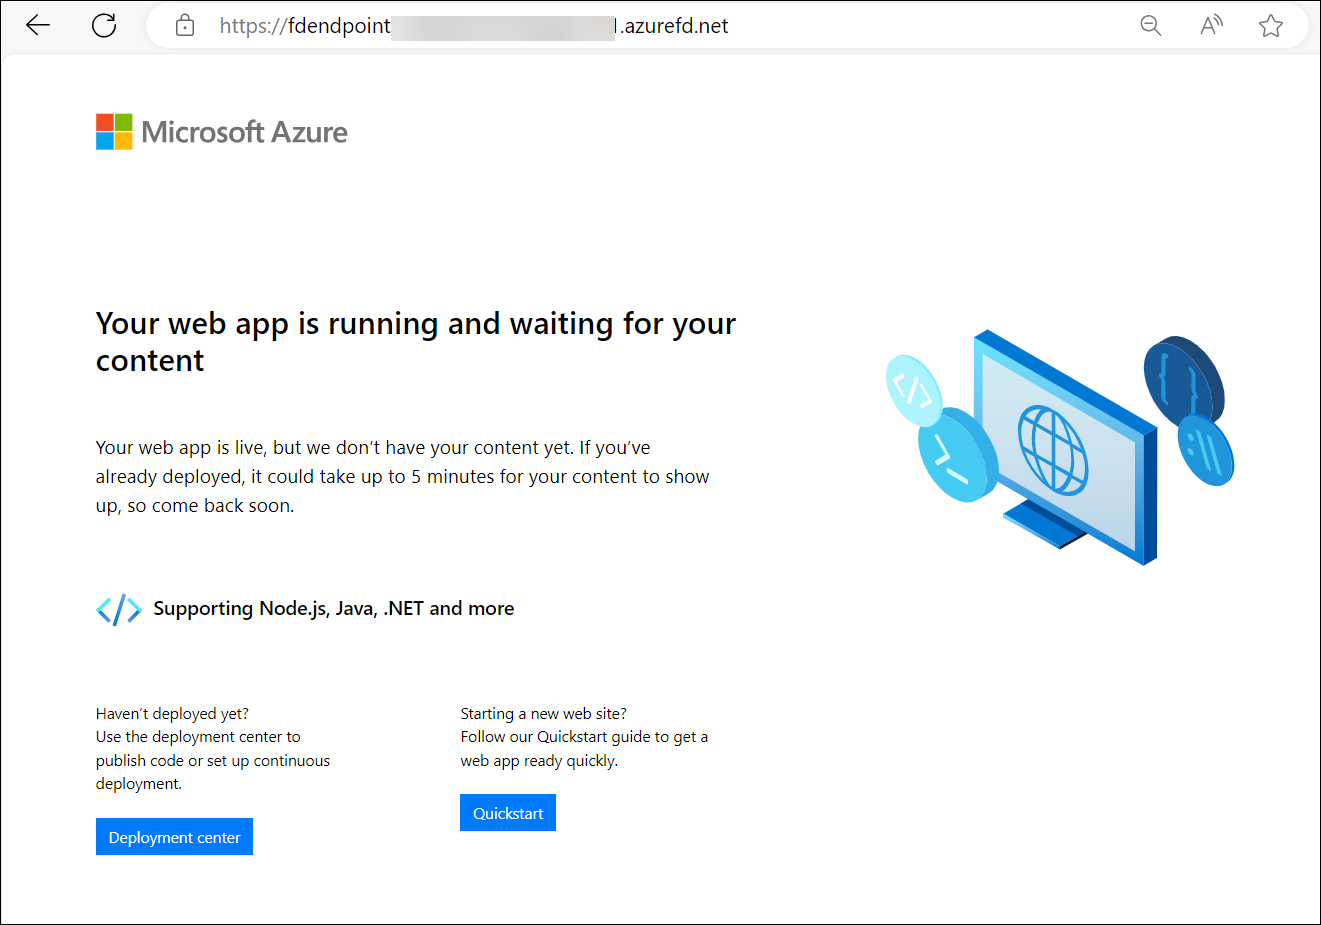 https://fdendpoint .azurefd.net
Microsoft Azure
Your web app is running and waiting for your
content
Your web app is live, but we don’t have your content yet. If you’ve
already deployed, it could take up to 5 minutes for your content to show
up, so come back soon.
</> Supporting Node.js, Java, .NET and more
Haven’t deployed yet?
Use the deployment center to
publish code or set up continuous
deployment.
Deployment center
Starting a new web site?
Follow our Quickstart guide to get a
web app ready quickly.
Quickstart